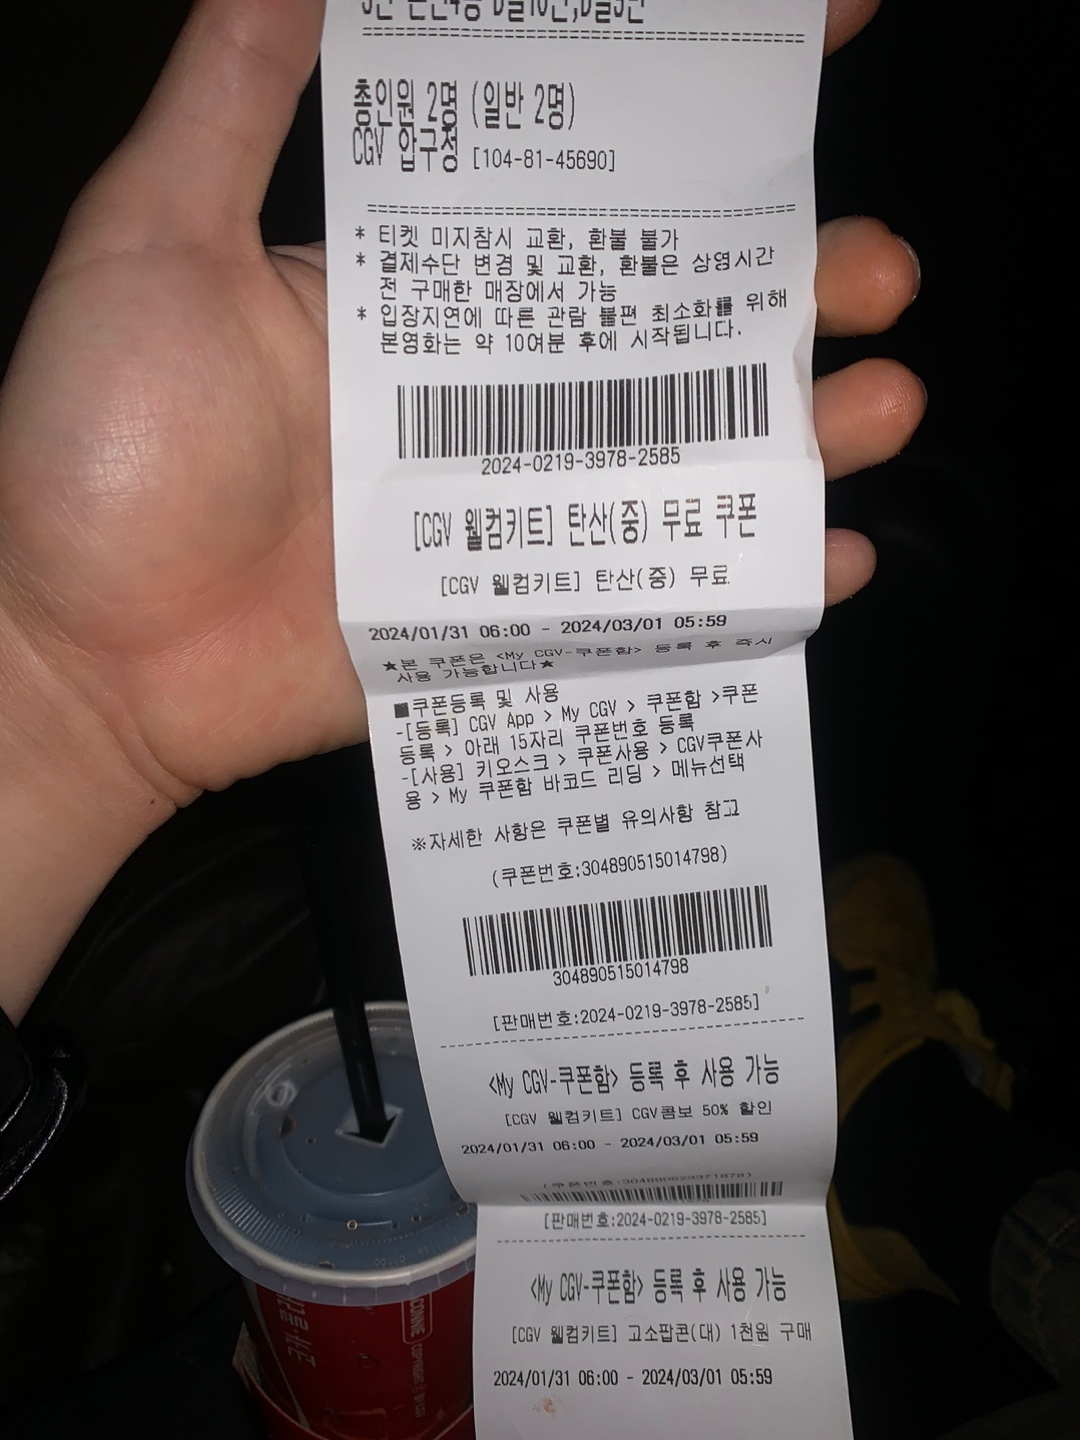 총인원 2명 (일반 2명)
CGV 압구정 [104-81-45690]
* 티켓 미지참시 교환, 환불 불가
* 결제수단 변경 및 교환, 환불은 상영시간
전 구매한 매장에서 가능
* 입장지연에 따른 관람 불편 최소화를 위해
본영화는 약 10여분 후에 시작됩니다.
2024-0219-3978-2585
[CGV 웰컴키트] 탄산(중) 무료 쿠폰
[CGV 웰컴키트] 탄산(중) 무료
2024/01/31 06:00 - 2024/03/01 05:59
★본 쿠폰은 <My CGV-쿠폰함> 등록 후 즉시
사용 가능합니다★
■쿠폰등록 및 사용
-[등록] CGV App > My CGV > 쿠폰함 >쿠폰
등록 > 아래 15자리 쿠폰번호 등록
-[사용] 키오스크 > 쿠폰사용 > CGV쿠폰사
용 > My 쿠폰함 바코드 리딩 > 메뉴선택
※자세한 사항은 쿠폰별 유의사항 참고
(쿠폰번호:304890515014798)
304890515014798
[판매번호:2024-0219-3978-2585]
<My CGV-쿠폰함> 등록 후 사용 가능
[CGV 웰컴키트] CGV콤보 50% 할인
2024/01/31 06:00 - 2024/03/01 05:59
[판매번호:2024-0219-3978-2585]
<My CGV-쿠폰함> 등록 후 사용 가능
[CGV 웰컴키트] 고소팝콘(대) 1천원 구매
2024/01/31 06:00 - 2024/03/01 05:59
CONNIE